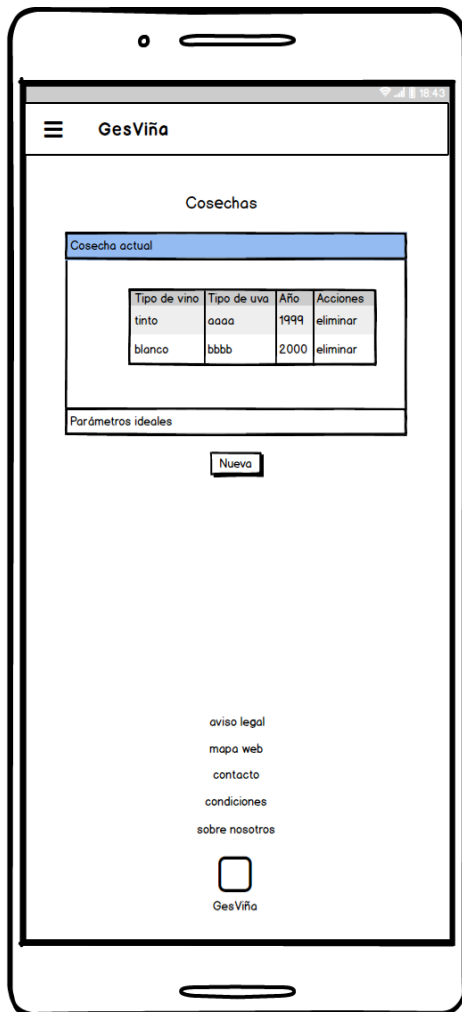 18:43
GesViña
Cosechas
Cosecha actual
Tipo de vino Tipo de uva Año Acciones
tinto aaaa 1999 eliminar
blanco bbbb 2000 eliminar
Parámetros ideales
Nueva
aviso legal
mapa web
contacto
condiciones
sobre nosotros
GesViña